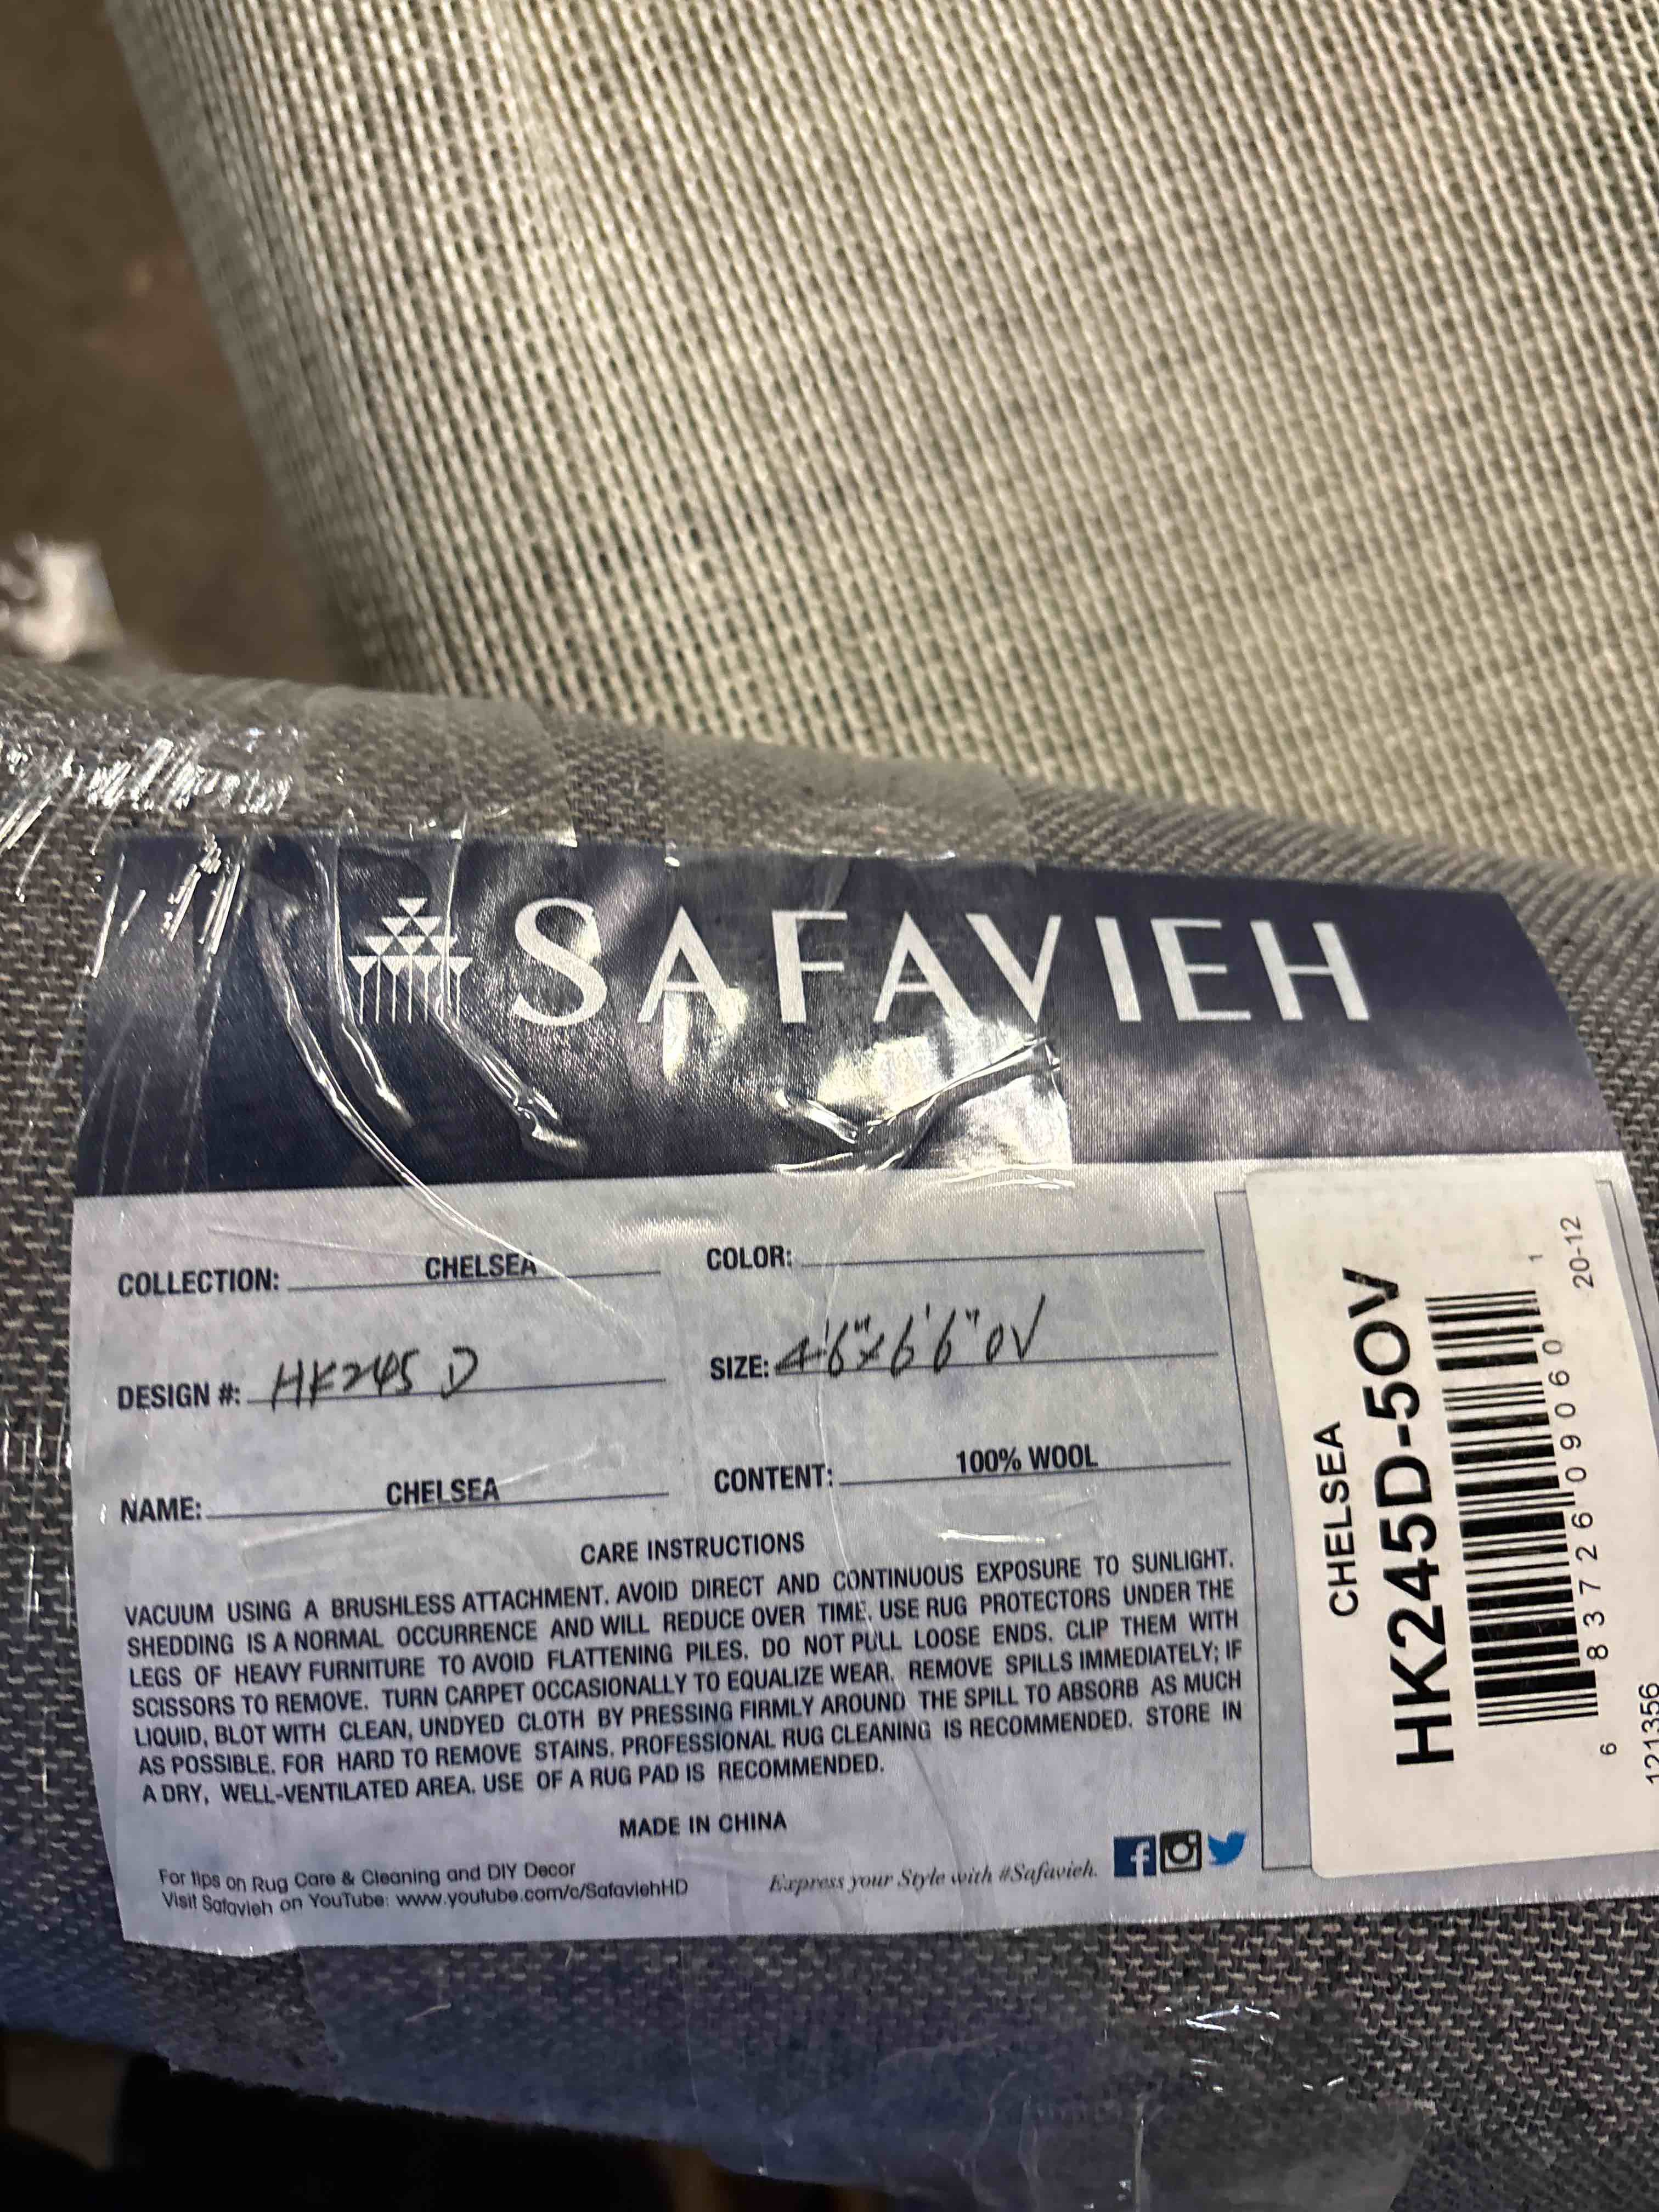 SAFAVIEH
COLLECTION: CHELSEA
COLOR:
DESIGN #: HK245 D
SIZE: 4'6"x6'6" OV
NAME: CHELSEA
CONTENT: 100% WOOL
CARE INSTRUCTIONS
VACUUM USING A BRUSHLESS ATTACHMENT. AVOID DIRECT AND CONTINUOUS EXPOSURE TO SUNLIGHT.
SHEDDING IS A NORMAL OCCURRENCE AND WILL REDUCE OVER TIME. USE RUG PROTECTORS UNDER THE
LEGS OF HEAVY FURNITURE TO AVOID FLATTENING PILES. DO NOT PULL LOOSE ENDS. CLIP THEM WITH
SCISSORS TO REMOVE. TURN CARPET OCCASIONALLY TO EQUALIZE WEAR. REMOVE SPILLS IMMEDIATELY; IF
LIQUID, BLOT WITH CLEAN, UNDYED CLOTH BY PRESSING FIRMLY AROUND THE SPILL TO ABSORB AS MUCH
AS POSSIBLE. FOR HARD TO REMOVE STAINS. PROFESSIONAL RUG CLEANING IS RECOMMENDED. STORE IN
A DRY, WELL-VENTILATED AREA. USE OF A RUG PAD IS RECOMMENDED.
MADE IN CHINA
For tips on Rug Care & Cleaning and DIY Decor
Visit Safavieh on YouTube: www.youtube.com/c/SafaviehHD
Express your Style with #Safavieh.
CHELSEA
HK245D-5OV
6 83726 09060 1
20-12
121356